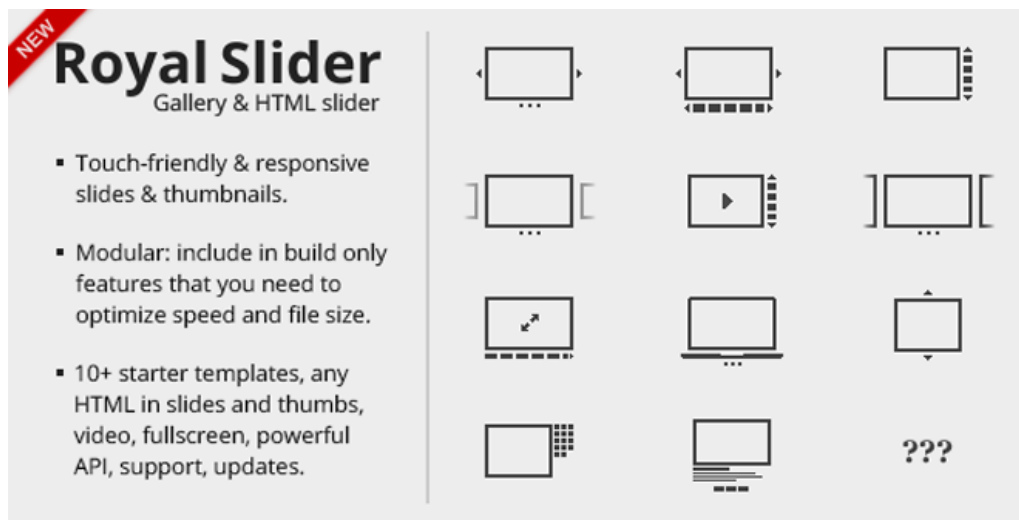 NEW
Royal Slider
Gallery & HTML slider
▪ Touch-friendly & responsive
slides & thumbnails.
▪ Modular: include in build only
features that you need to
optimize speed and file size.
▪ 10+ starter templates, any
HTML in slides and thumbs,
video, fullscreen, powerful
API, support, updates.
???